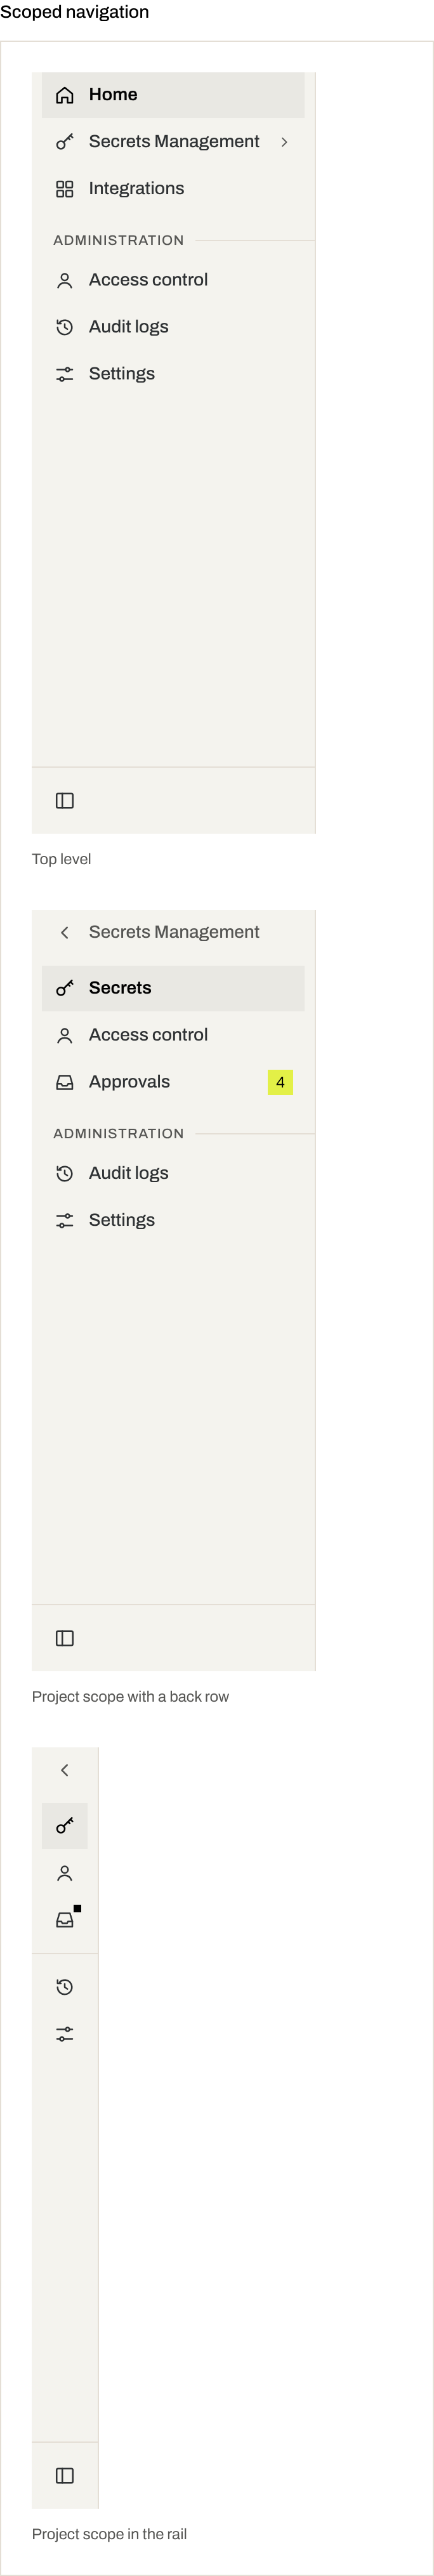 Scoped navigation
Home
Secrets Management
Integrations
ADMINISTRATION
Access control
Audit logs
Settings
Top level
Secrets Management
Secrets
Access control
Approvals 4
ADMINISTRATION
Audit logs
Settings
Project scope with a back row
Project scope in the rail